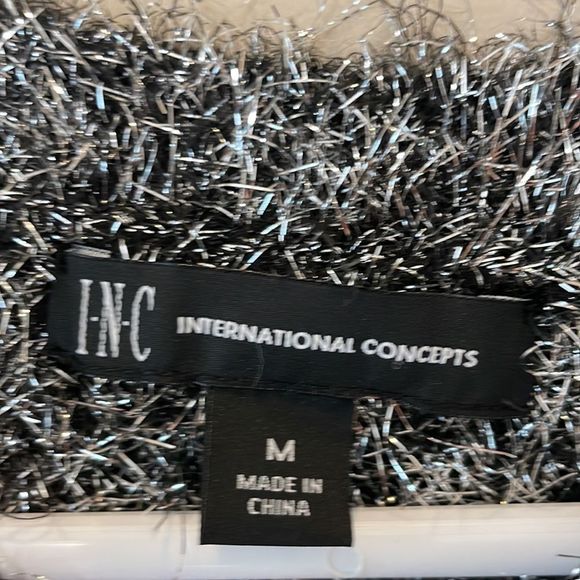 I·N·C INTERNATIONAL CONCEPTS
M
MADE IN
CHINA